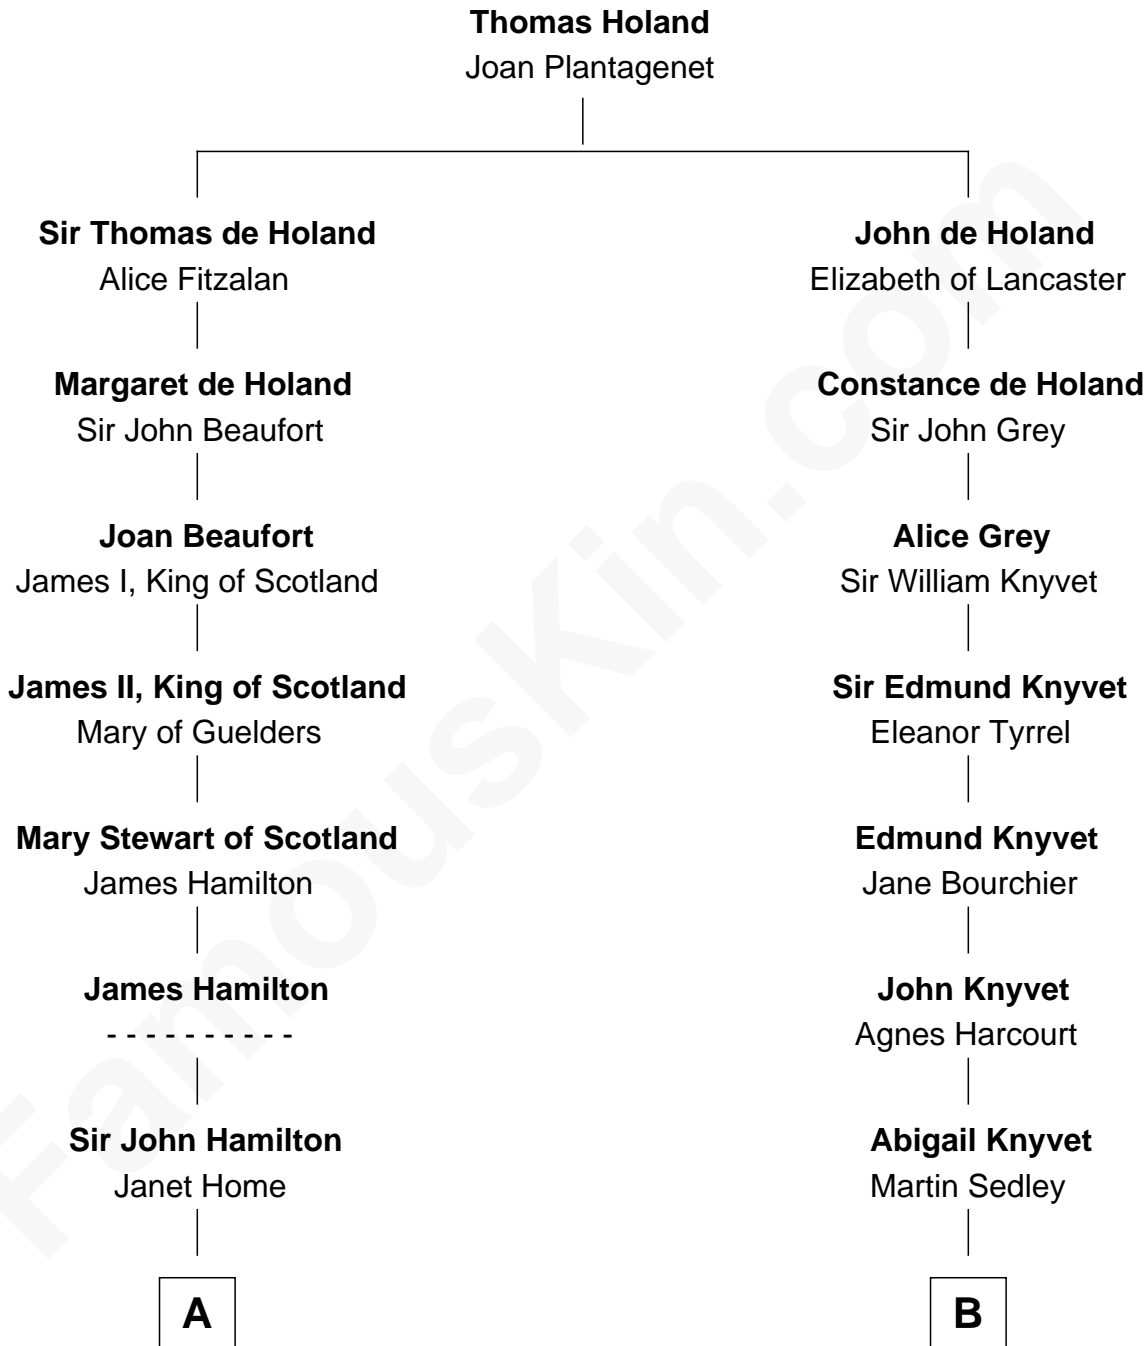 Thomas Holand
Joan Plantagenet
Sir Thomas de Holand
Alice Fitzalan
Margaret de Holand
Sir John Beaufort
Joan Beaufort
James I, King of Scotland
James II, King of Scotland
Mary of Guelders
Mary Stewart of Scotland
James Hamilton
James Hamilton
- - - - - - - - - -
Sir John Hamilton
Janet Home
A
John de Holand
Elizabeth of Lancaster
Constance de Holand
Sir John Grey
Alice Grey
Sir William Knyvet
Sir Edmund Knyvet
Eleanor Tyrrel
Edmund Knyvet
Jane Bourchier
John Knyvet
Agnes Harcourt
Abigail Knyvet
Martin Sedley
B
FamousKin.com